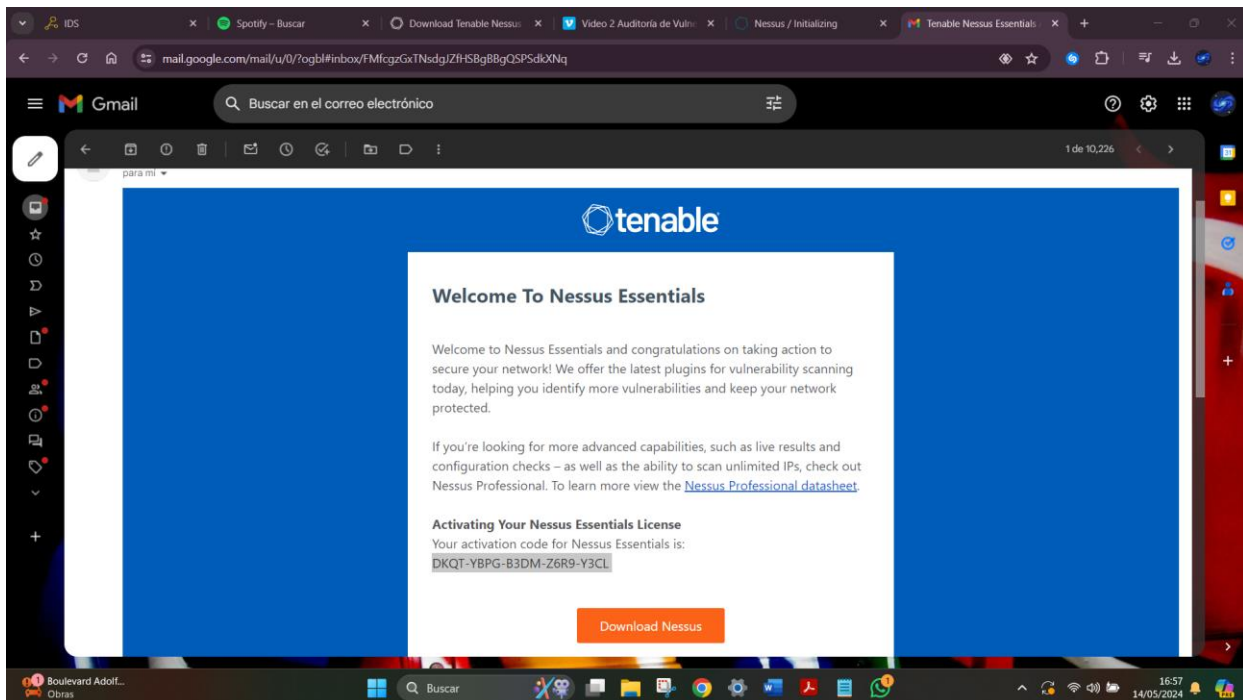 IDS
Spotify – Buscar
Download Tenable Nessus
Video 2 Auditoría de Vulne
Nessus / Initializing
Tenable Nessus Essentials
mail.google.com/mail/u/0/?ogbl#inbox/FMfcgzGxTNsdgJZfHSBgBBgQSPSdkXNq
Gmail
Buscar en el correo electrónico
1 de 10,226
para mí
tenable
Welcome To Nessus Essentials
Welcome to Nessus Essentials and congratulations on taking action to
secure your network! We offer the latest plugins for vulnerability scanning
today, helping you identify more vulnerabilities and keep your network
protected.
If you're looking for more advanced capabilities, such as live results and
configuration checks – as well as the ability to scan unlimited IPs, check out
Nessus Professional. To learn more view the Nessus Professional datasheet.
Activating Your Nessus Essentials License
Your activation code for Nessus Essentials is:
DKQT-YBPG-B3DM-Z6R9-Y3CL
Download Nessus
Boulevard Adolf...
Obras
Buscar
16:57
14/05/2024